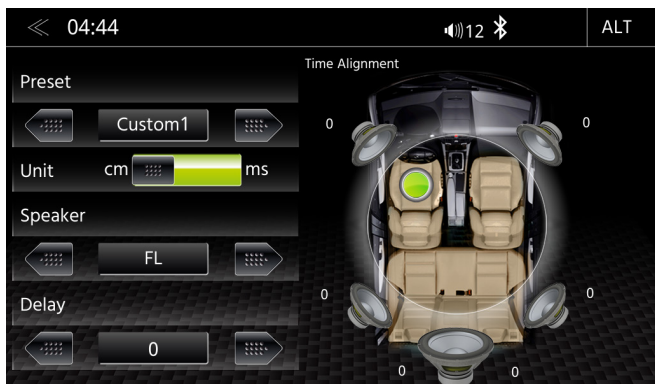 04:44
12
ALT
Time Alignment
Preset
Custom1
0
0
Unit
cm
ms
Speaker
FL
0
0
Delay
0
0
0